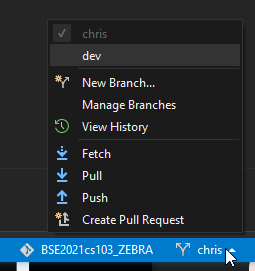 chris
dev
New Branch...
Manage Branches
View History
Fetch
Pull
Push
Create Pull Request
BSE2021cs103_ZEBRA chris